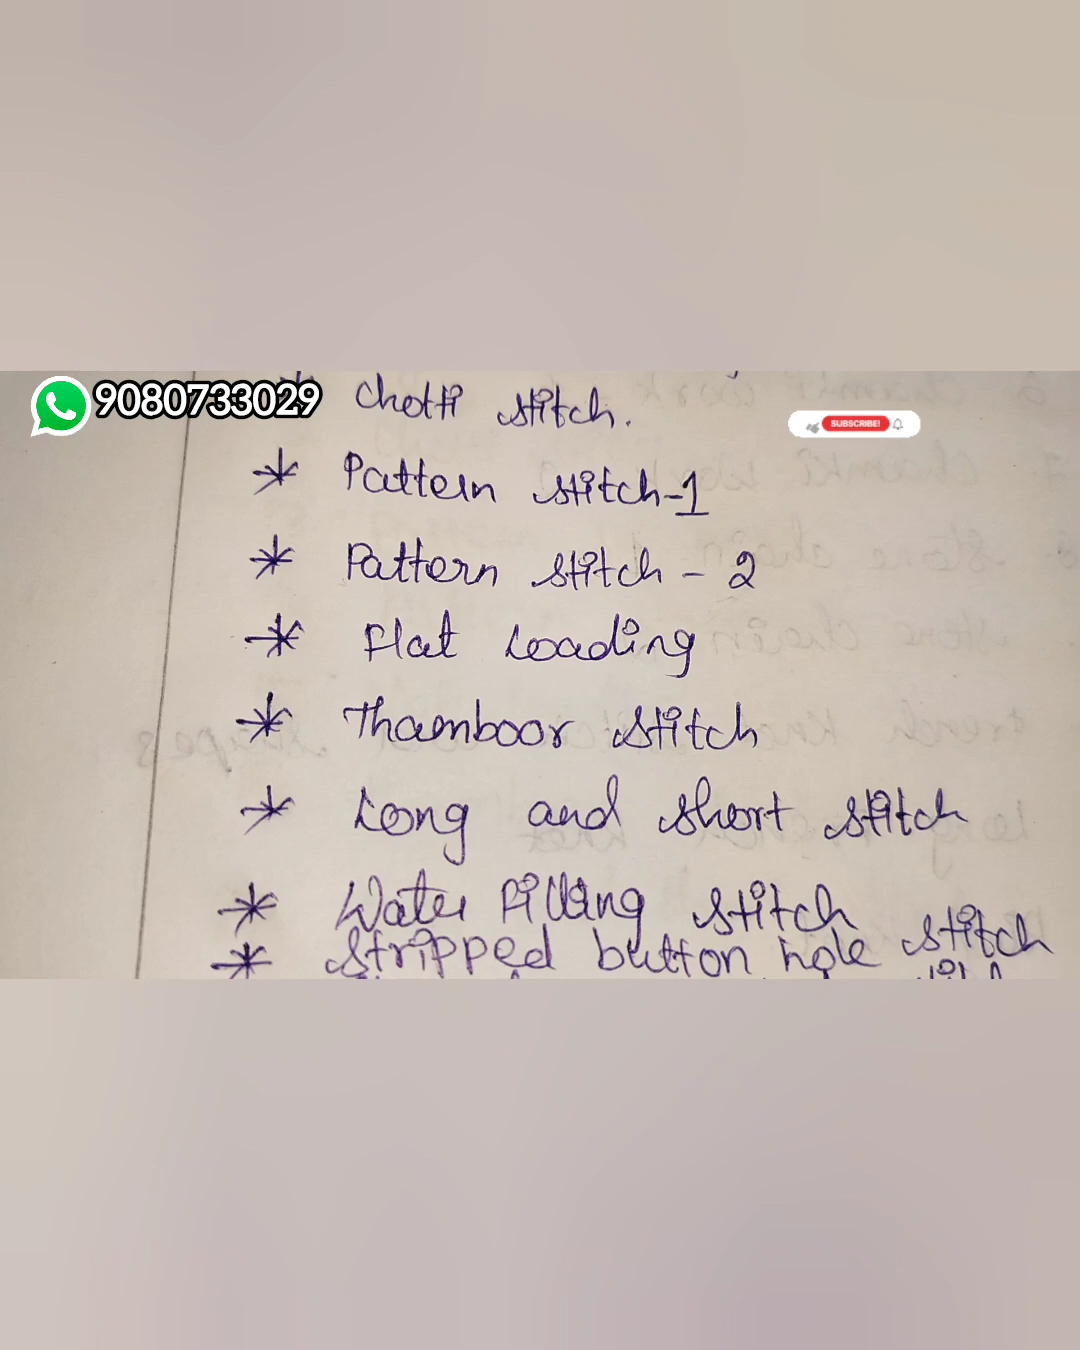 9080733029
* Chotti stitch.
SUBSCRIBE!
* Pattern stitch-1
* Pattern stitch - 2
* Flat Loading
* Thamboor stitch
* Long and short stitch
* Water Filling stitch
* Stripped button hole stitch